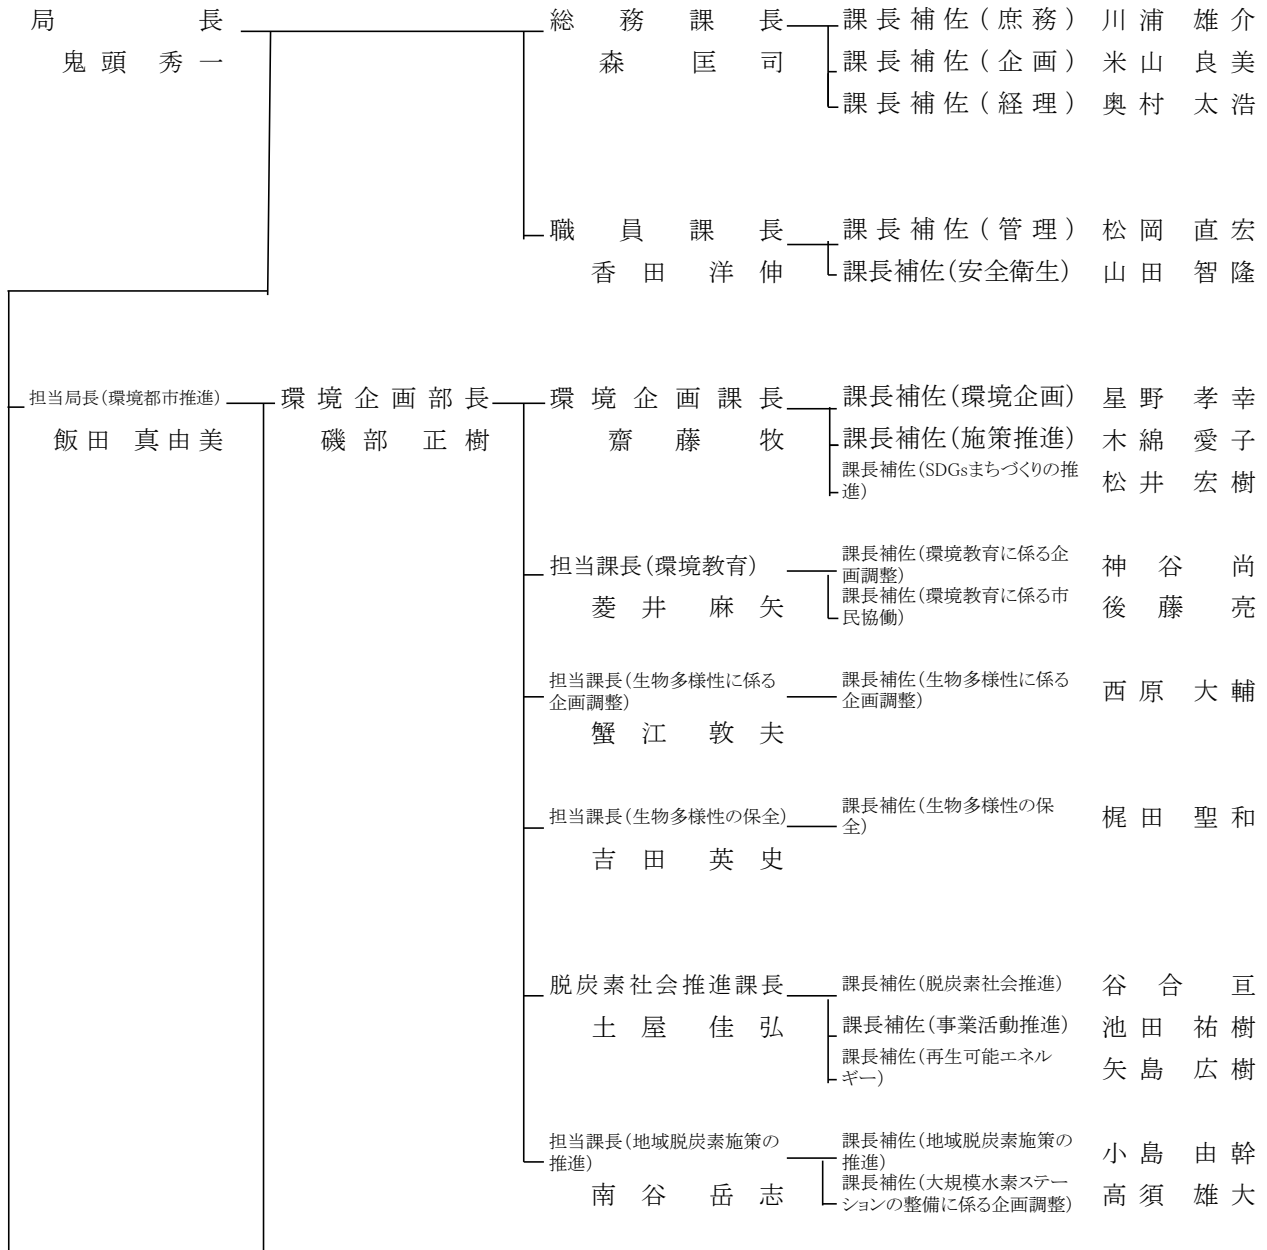 局長 総務課長 課長補佐(庶務) 川浦雄介
鬼頭秀一 森匡司 課長補佐(企画) 米山良美
課長補佐(経理) 奥村太浩
職員課長 課長補佐(管理) 松岡直宏
香田洋伸 課長補佐(安全衛生) 山田智隆
担当局長(環境都市推進) 環境企画部長 環境企画課長 課長補佐(環境企画) 星野孝幸
飯田真由美 磯部正樹 齋藤牧 課長補佐(施策推進) 木綿愛子
課長補佐(SDGsまちづくりの推
進) 松井宏樹
担当課長(環境教育) 課長補佐(環境教育に係る企
画調整) 神谷尚
菱井麻矢 課長補佐(環境教育に係る市
民協働) 後藤亮
担当課長(生物多様性に係る
企画調整) 課長補佐(生物多様性に係る
企画調整) 西原大輔
蟹江敦夫
担当課長(生物多様性の保全) 課長補佐(生物多様性の保
全) 梶田聖和
吉田英史
脱炭素社会推進課長 課長補佐(脱炭素社会推進) 谷合亘
土屋佳弘 課長補佐(事業活動推進) 池田祐樹
課長補佐(再生可能エネル
ギー) 矢島広樹
担当課長(地域脱炭素施策の
推進) 課長補佐(地域脱炭素施策の
推進) 小島由幹
南谷岳志 課長補佐(大規模水素ステー
ションの整備に係る企画調整) 高須雄大